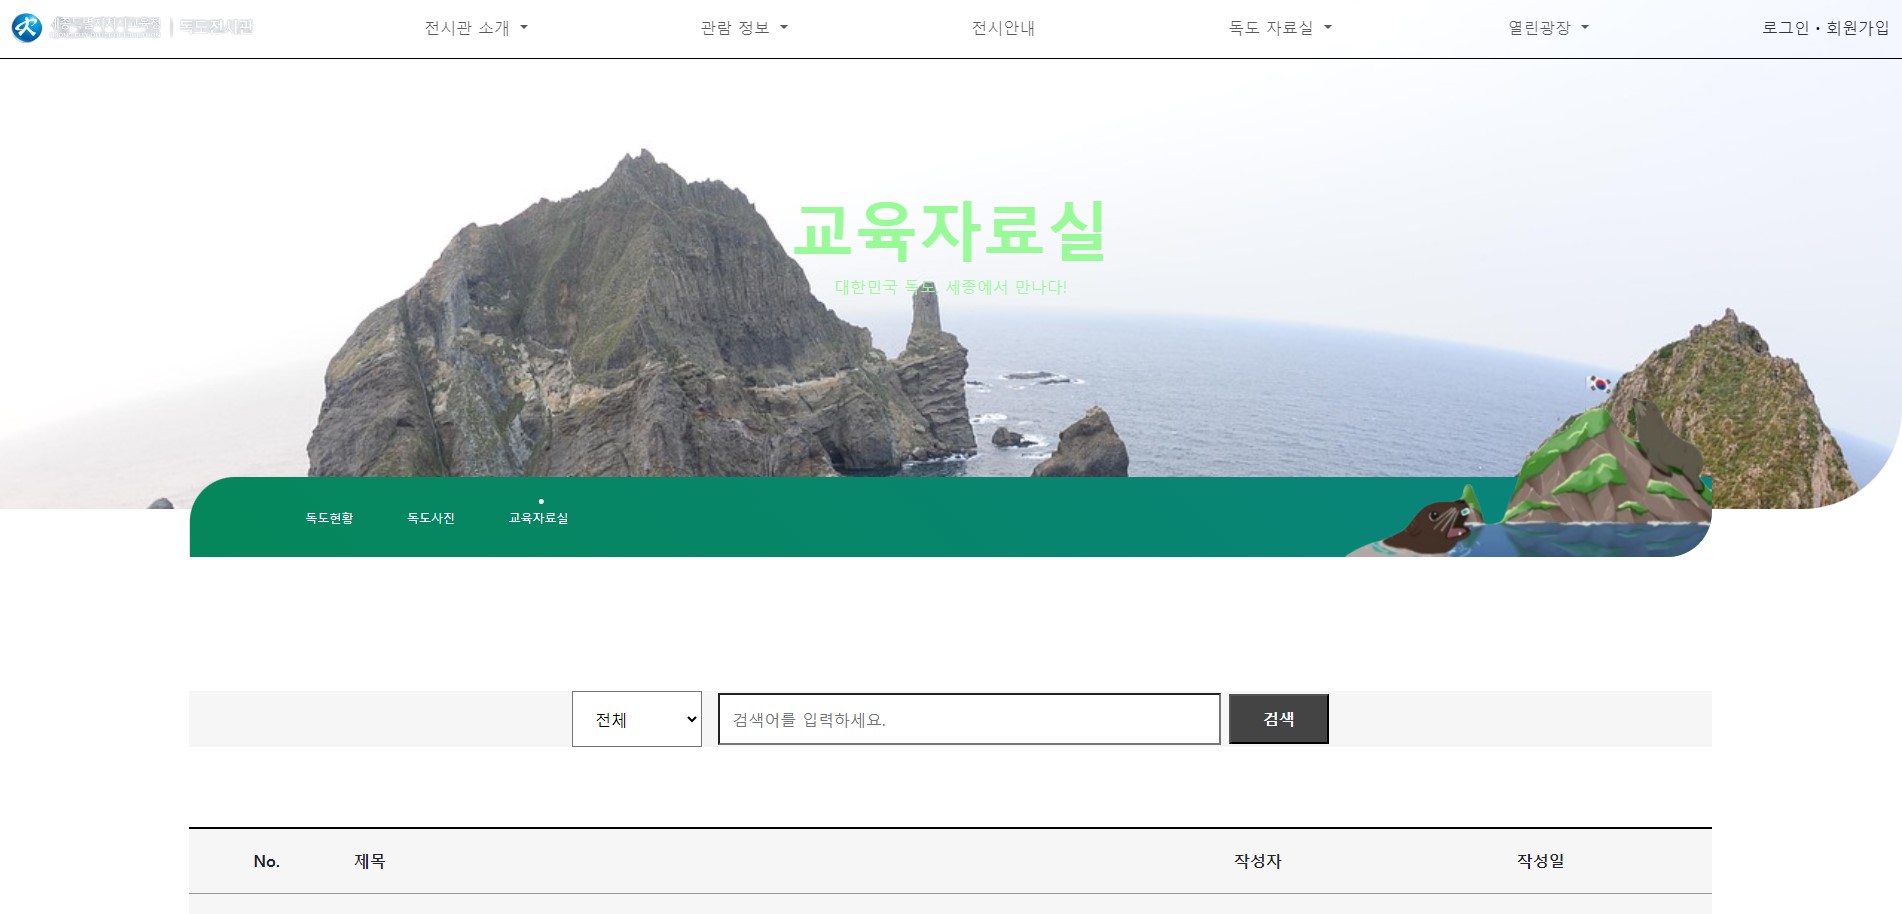 독도전시관
전시관 소개
관람 정보
전시안내
독도 자료실
열린광장
로그인 • 회원가입
교육자료실
대한민국 독도, 세종에서 만나다!
독도현황
독도사진
교육자료실
전체
검색어를 입력하세요.
검색
No. 제목 작성자 작성일